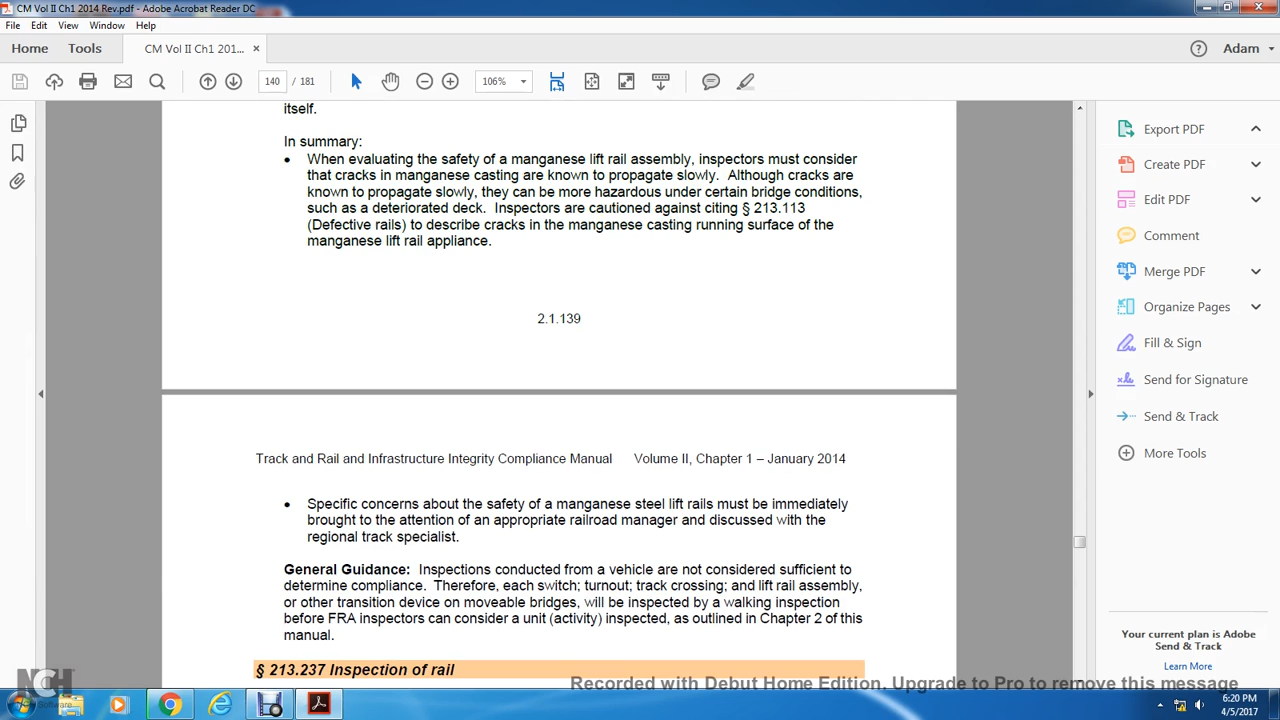 CM Vol II Ch1 2014 Rev.pdf - Adobe Acrobat Reader DC
File Edit View Window Help
Home Tools CM Vol II Ch1 201... × Adam
140 / 181 106%
itself.
In summary:
• When evaluating the safety of a manganese lift rail assembly, inspectors must consider
that cracks in manganese casting are known to propagate slowly. Although cracks are
known to propagate slowly, they can be more hazardous under certain bridge conditions,
such as a deteriorated deck. Inspectors are cautioned against citing § 213.113
(Defective rails) to describe cracks in the manganese casting running surface of the
manganese lift rail appliance.
2.1.139
Track and Rail and Infrastructure Integrity Compliance Manual Volume II, Chapter 1 – January 2014
• Specific concerns about the safety of a manganese steel lift rails must be immediately
brought to the attention of an appropriate railroad manager and discussed with the
regional track specialist.
General Guidance: Inspections conducted from a vehicle are not considered sufficient to
determine compliance. Therefore, each switch; turnout; track crossing; and lift rail assembly,
or other transition device on moveable bridges, will be inspected by a walking inspection
before FRA inspectors can consider a unit (activity) inspected, as outlined in Chapter 2 of this
manual.
§ 213.237 Inspection of rail
Export PDF
Create PDF
Edit PDF
Comment
Merge PDF
Organize Pages
Fill & Sign
Send for Signature
Send & Track
More Tools
Your current plan is Adobe
Send & Track
Learn More
NCH
Software
Recorded with Debut Home Edition. Upgrade to Pro to remove this message
6:20 PM
4/5/2017